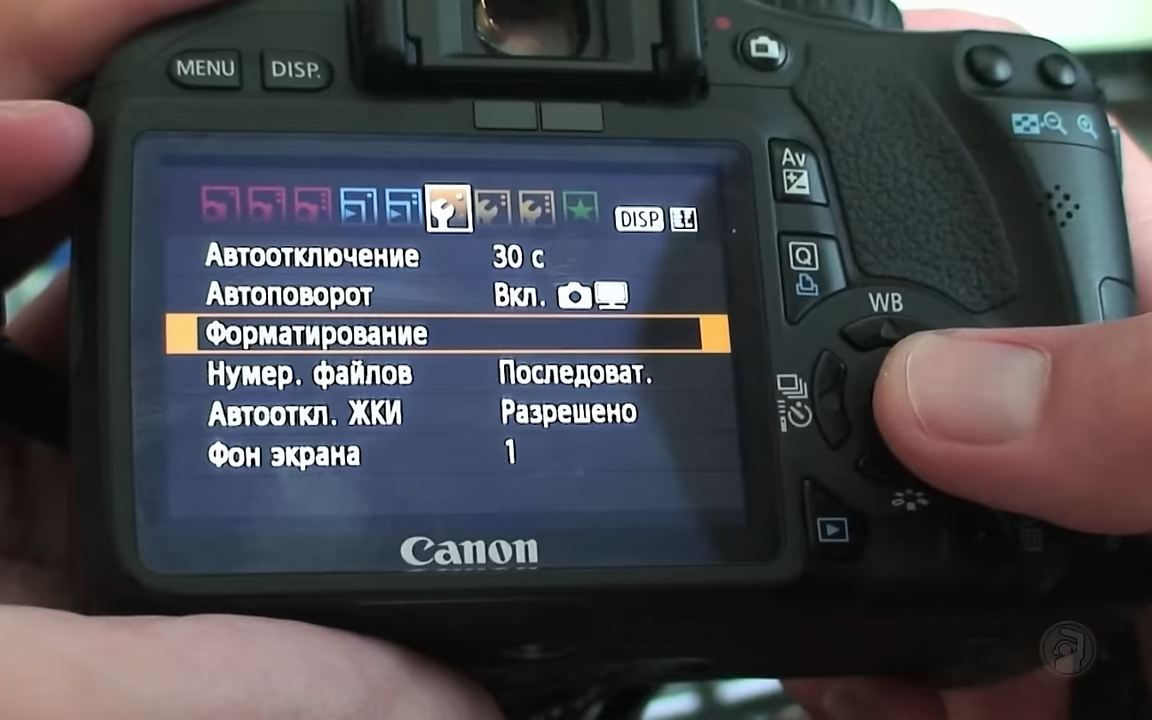 MENU DISP.
DISP
Автоотключение 30 с
Автоповорот Вкл.
Форматирование
Нумер. файлов Последоват.
Автооткл. ЖКИ Разрешено
Фон экрана 1
Canon
Av
Q
WB